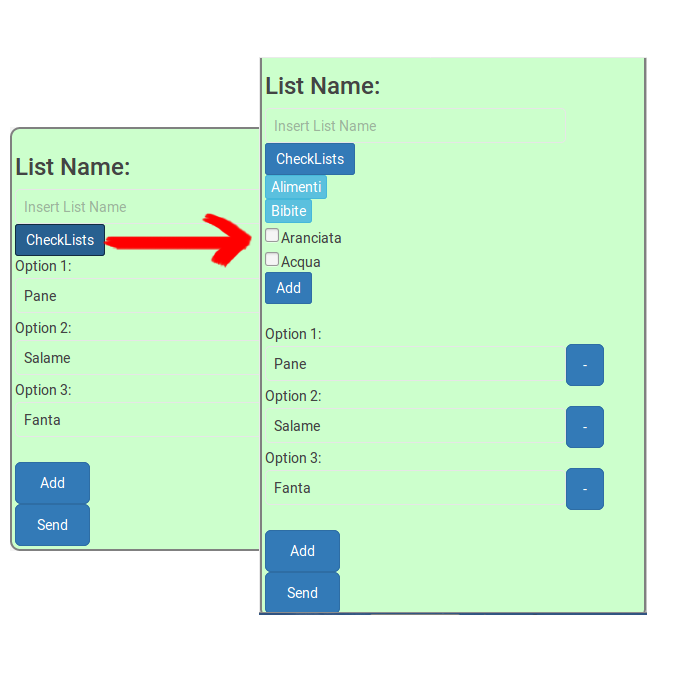 List Name:
Insert List Name
CheckLists
Option 1:
Pane
Option 2:
Salame
Option 3:
Fanta
Add
Send
List Name:
Insert List Name
CheckLists
Alimenti
Bibite
Aranciata
Acqua
Add
Option 1:
Pane -
Option 2:
Salame -
Option 3:
Fanta -
Add
Send